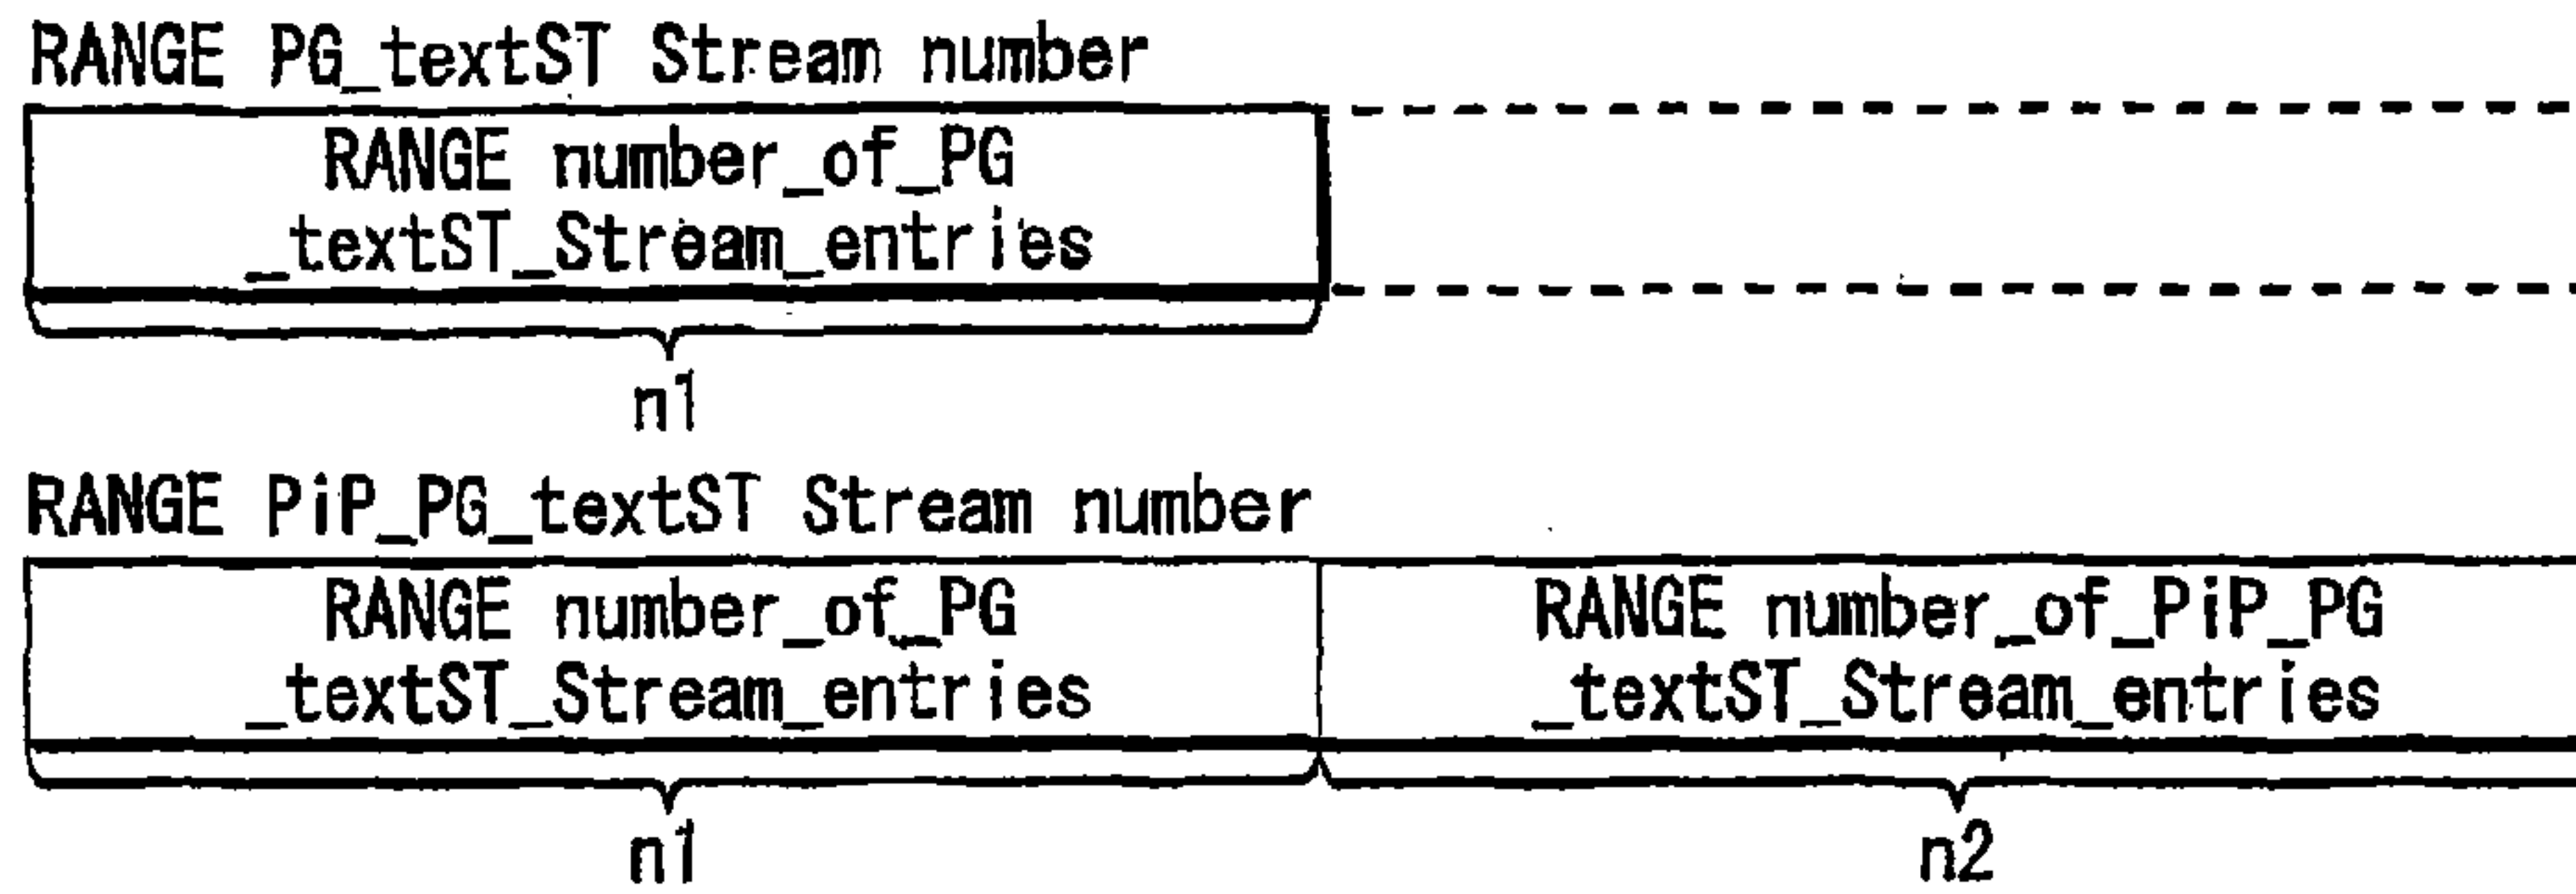 RANGE PG_textST Stream number
RANGE number_of_PG
_textST_Stream_entries
n1
RANGE PiP_PG_textST Stream number
RANGE number_of_PG
_textST_Stream_entries
RANGE number_of_PiP_PG
_textST_Stream_entries
n1
n2